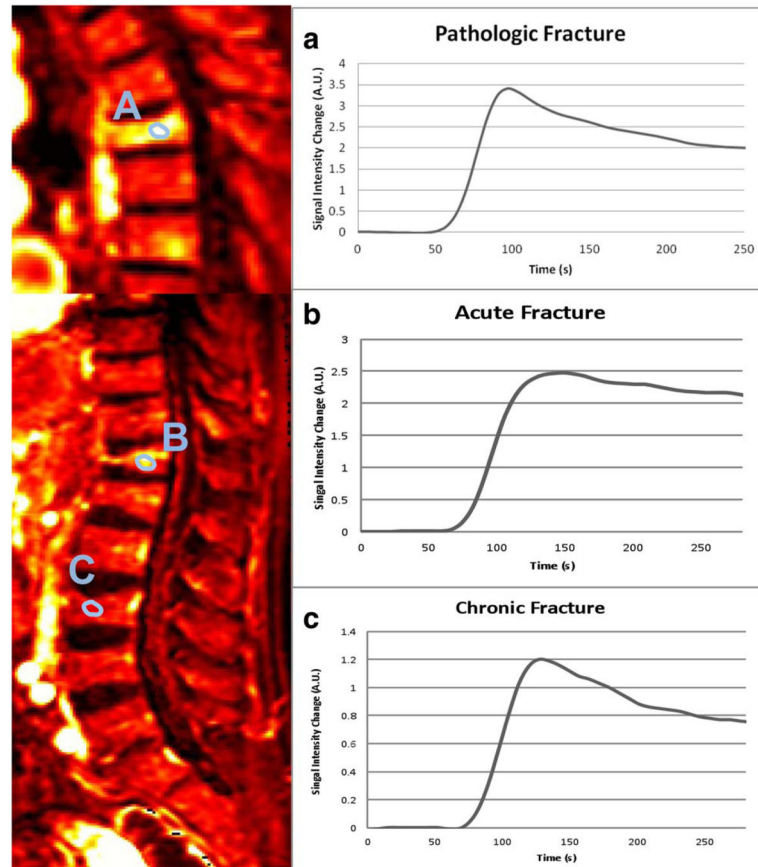 A
B
C
a
Pathologic Fracture
Signal Intensity Change (A.U.)
4
3.5
3
2.5
2
1.5
1
0.5
0
0
50
100
150
200
250
Time (s)
b
Acute Fracture
Singal Intensity Change (A.U.)
3
2.5
2
1.5
1
0.5
0
0
50
100
150
200
250
Time (s)
c
Chronic Fracture
Singal Intensity Change (A.U.)
1.4
1.2
1
0.8
0.6
0.4
0.2
0
0
50
100
150
200
250
Time (s)